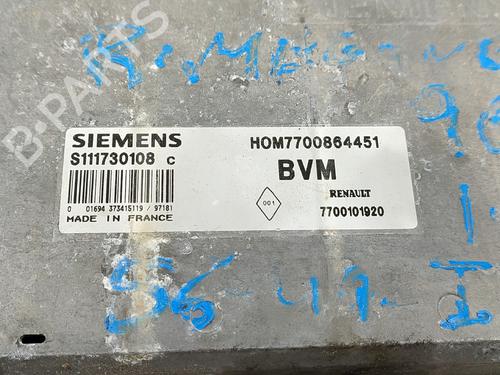 B-PARTS
SIEMENS
S111730108 C
0 01694 373415119 / 97181
MADE IN FRANCE
HOM7700864451
BVM
001
RENAULT
7700101920